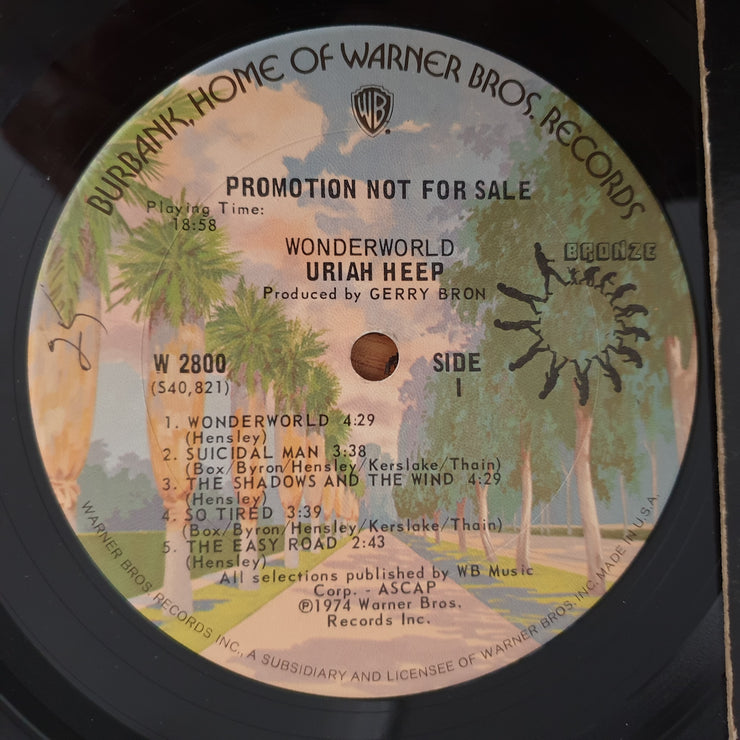 BURBANK, HOME OF WARNER BROS. RECORDS
WB
PROMOTION NOT FOR SALE
Playing Time:
18:58
WONDERWORLD
URIAH HEEP
Produced by GERRY BRON
BRONZE
25
W 2800
(S40,821)
SIDE
1
1. WONDERWORLD 4:29
(Hensley)
2. SUICIDAL MAN 3:38
(Box/Byron/Hensley/Kerslake/Thain)
3. THE SHADOWS AND THE WIND 4:29
(Hensley)
4. SO TIRED 3:39
(Box/Byron/Hensley/Kerslake/Thain)
5. THE EASY ROAD 2:43
(Hensley)
All selections published by WB Music
Corp. - ASCAP
℗1974 Warner Bros.
Records Inc.
WARNER BROS. RECORDS INC., A SUBSIDIARY AND LICENSEE OF WARNER BROS. INC. MADE IN U.S.A.